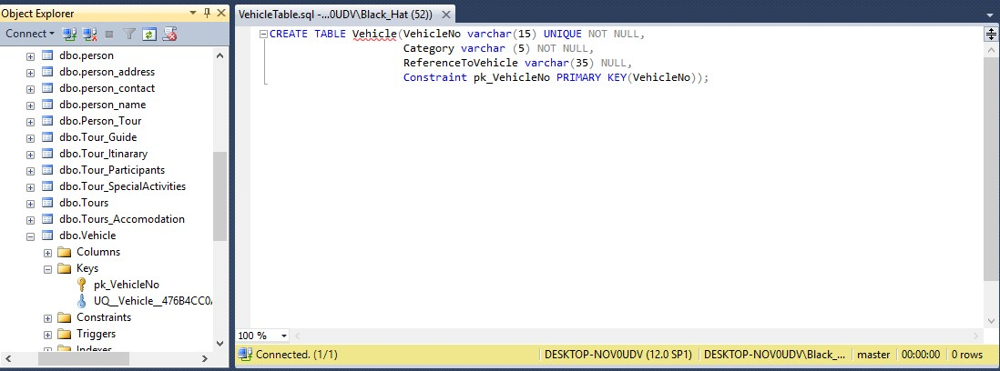 Object Explorer
Connect
dbo.person
dbo.person_address
dbo.person_contact
dbo.person_name
dbo.Person_Tour
dbo.Tour_Guide
dbo.Tour_Itinarary
dbo.Tour_Participants
dbo.Tour_SpecialActivities
dbo.Tours
dbo.Tours_Accomodation
dbo.Vehicle
Columns
Keys
pk_VehicleNo
UQ__Vehicle__476B4CC0
Constraints
Triggers
Indexes
VehicleTable.sql -...0UDV\Black_Hat (52))
CREATE TABLE Vehicle(VehicleNo varchar(15) UNIQUE NOT NULL,
Category varchar (5) NOT NULL,
ReferenceToVehicle varchar(35) NULL,
Constraint pk_VehicleNo PRIMARY KEY(VehicleNo));
100 %
Connected. (1/1) DESKTOP-NOV0UDV (12.0 SP1) DESKTOP-NOV0UDV\Black_... master 00:00:00 0 rows